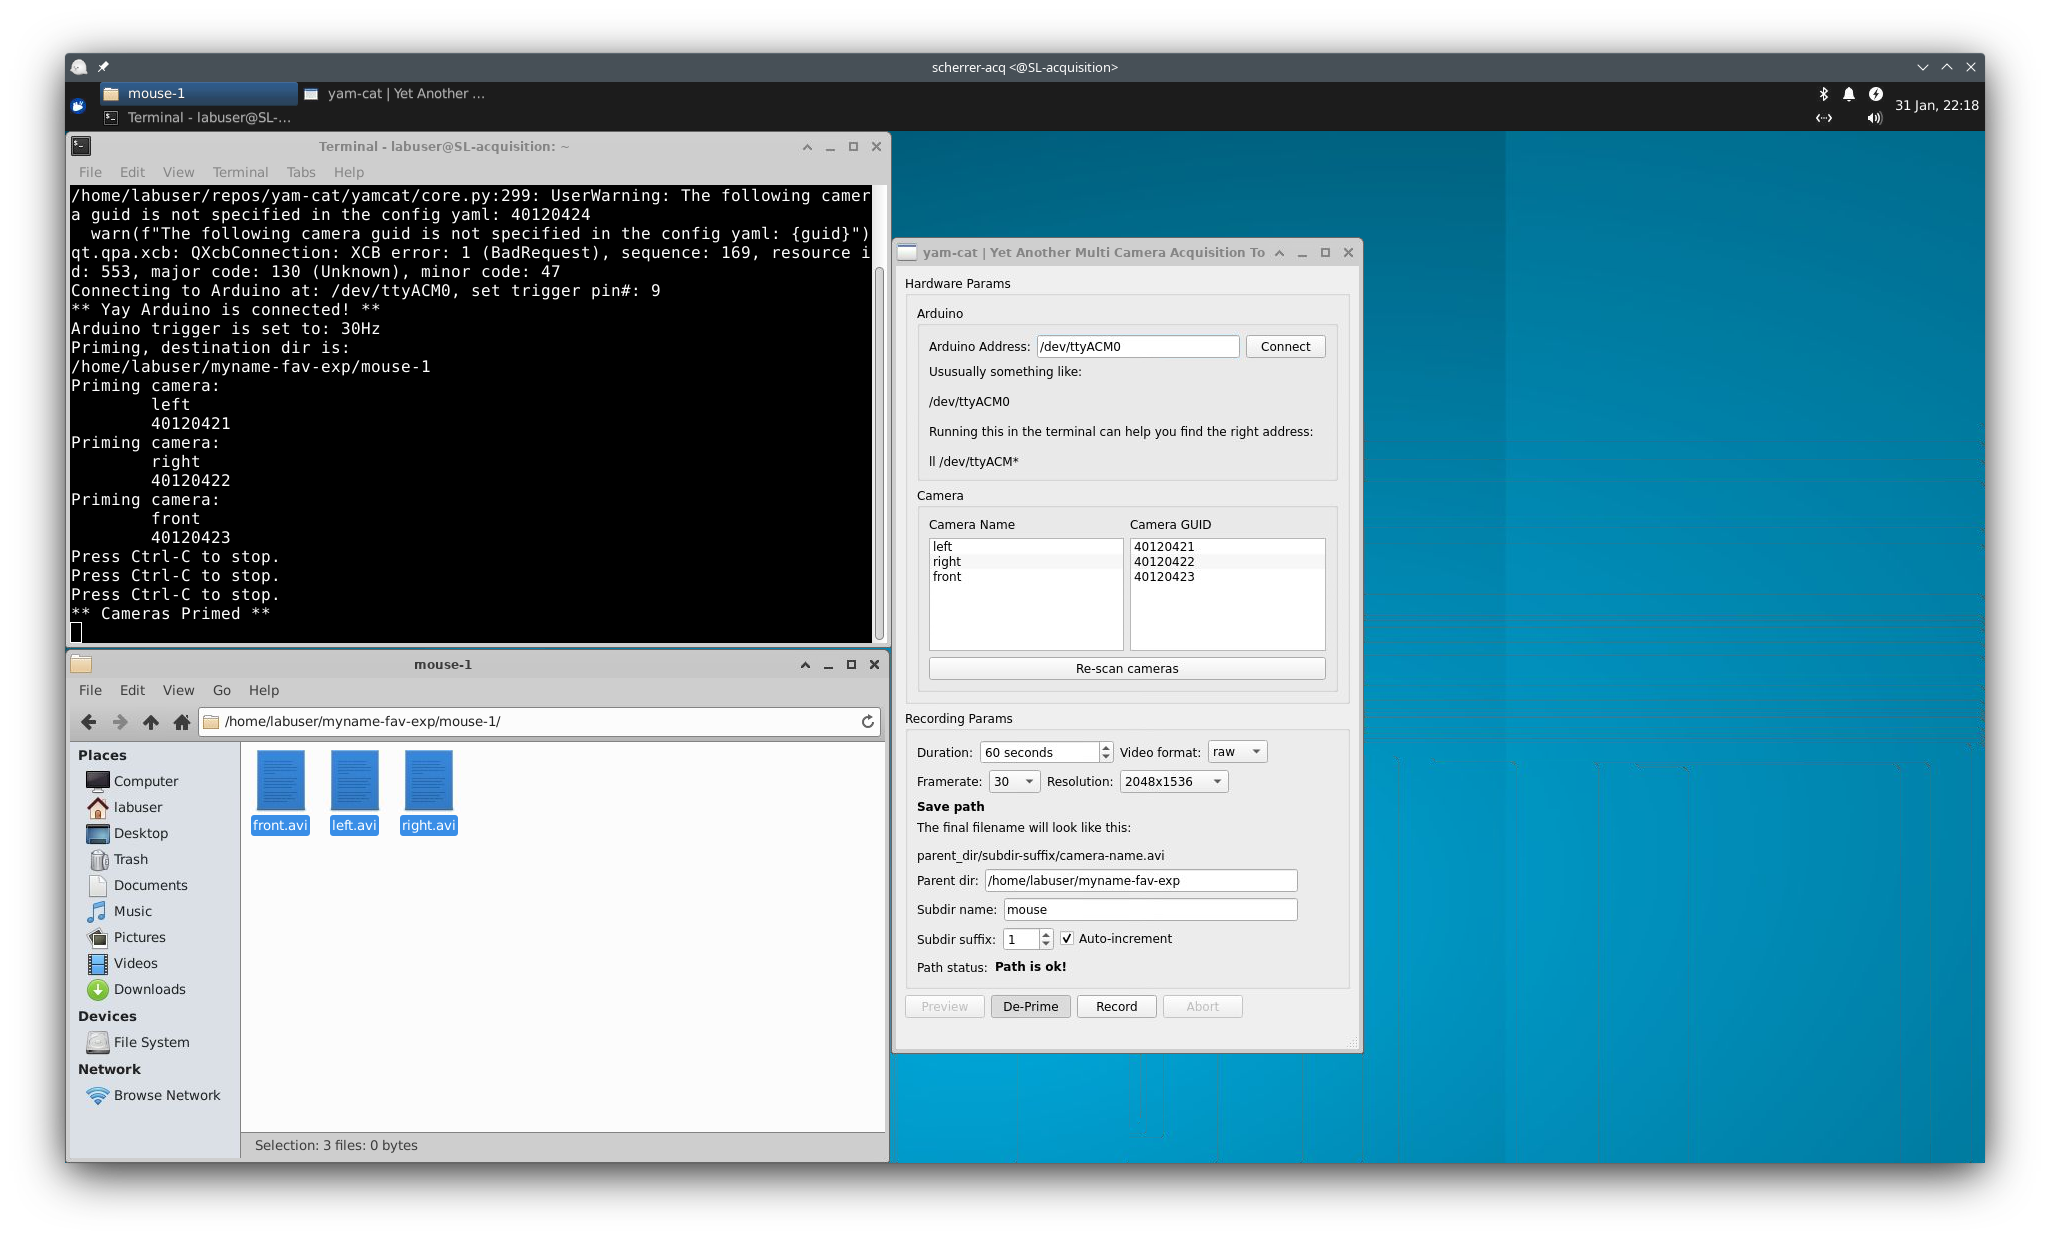 scherrer-acq <@SL-acquisition>
mouse-1
yam-cat | Yet Another ...
Terminal - labuser@SL-...
31 Jan, 22:18
Terminal - labuser@SL-acquisition: ~
File Edit View Terminal Tabs Help
/home/labuser/repos/yam-cat/yamcat/core.py:299: UserWarning: The following camer
a guid is not specified in the config yaml: 40120424
warn(f"The following camera guid is not specified in the config yaml: {guid}")
qt.qpa.xcb: QXcbConnection: XCB error: 1 (BadRequest), sequence: 169, resource i
d: 553, major code: 130 (Unknown), minor code: 47
Connecting to Arduino at: /dev/ttyACM0, set trigger pin#: 9
** Yay Arduino is connected! **
Arduino trigger is set to: 30Hz
Priming, destination dir is:
/home/labuser/myname-fav-exp/mouse-1
Priming camera:
left
40120421
Priming camera:
right
40120422
Priming camera:
front
40120423
Press Ctrl-C to stop.
Press Ctrl-C to stop.
Press Ctrl-C to stop.
** Cameras Primed **
mouse-1
File Edit View Go Help
/home/labuser/myname-fav-exp/mouse-1/
Places
Computer
labuser
Desktop
Trash
Documents
Music
Pictures
Videos
Downloads
Devices
File System
Network
Browse Network
front.avi left.avi right.avi
Selection: 3 files: 0 bytes
yam-cat | Yet Another Multi Camera Acquisition To
Hardware Params
Arduino
Arduino Address: /dev/ttyACM0 Connect
Ususually something like:
/dev/ttyACM0
Running this in the terminal can help you find the right address:
ll /dev/ttyACM*
Camera
Camera Name Camera GUID
left 40120421
right 40120422
front 40120423
Re-scan cameras
Recording Params
Duration: 60 seconds Video format: raw
Framerate: 30 Resolution: 2048x1536
Save path
The final filename will look like this:
parent_dir/subdir-suffix/camera-name.avi
Parent dir: /home/labuser/myname-fav-exp
Subdir name: mouse
Subdir suffix: 1 Auto-increment
Path status: Path is ok!
Preview De-Prime Record Abort